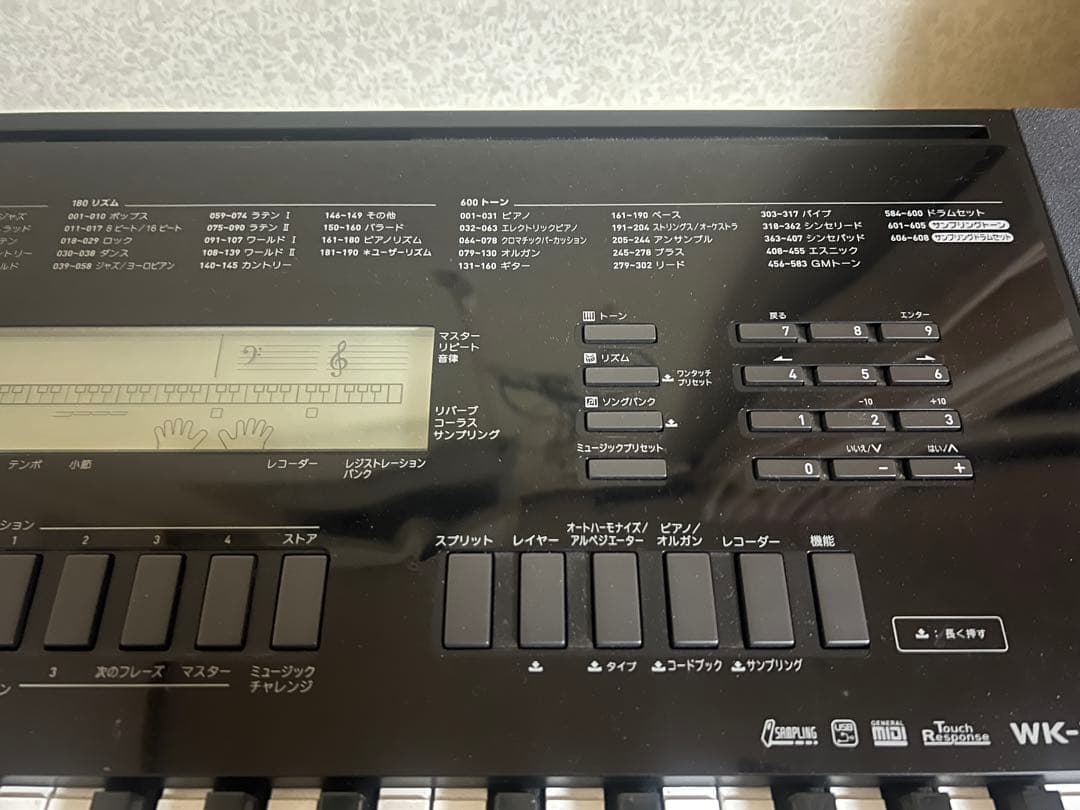 180 リズム
ジャズ
001~010 ポップス
011~017 8ビート/16ビート
018~029 ロック
030~038 ダンス
039~058 ジャズ/ヨーロピアン
059~074 ラテン I
075~090 ラテン II
091~107 ワールド I
108~139 ワールド II
140~145 カントリー
146~149 その他
150~160 バラード
161~180 ピアノリズム
181~190 *ユーザーリズム
600 トーン
001~031 ピアノ
032~063 エレクトリックピアノ
064~078 クロマチックパーカッション
079~130 オルガン
131~160 ギター
161~190 ベース
191~204 ストリングス/オーケストラ
205~244 アンサンブル
245~278 ブラス
279~302 リード
303~317 パイプ
318~362 シンセリード
363~407 シンセパッド
408~455 エスニック
456~583 GMトーン
584~600 ドラムセット
601~605 サンプリングトーン
606~608 サンプリングドラムセット
マスター
リピート
音律
リバーブ
コーラス
サンプリング
テンポ
小節
レコーダー
レジストレーション
バンク
トーン
リズム
ワンタッチ
プリセット
ソングバンク
ミュージックプリセット
戻る
エンター
7 8 9
4 5 6
-10 +10
1 2 3
いいえ/∨ はい/∧
0 − +
ション
1 2 3 4 ストア
3 次のフレーズ マスター ミュージック
チャレンジ
スプリット
レイヤー
オートハーモナイズ/
アルペジエーター
ピアノ/
オルガン
レコーダー
機能
タイプ
コードブック
サンプリング
: 長く押す
SAMPLING
USB
GENERAL
MIDI
Touch
Response
WK-